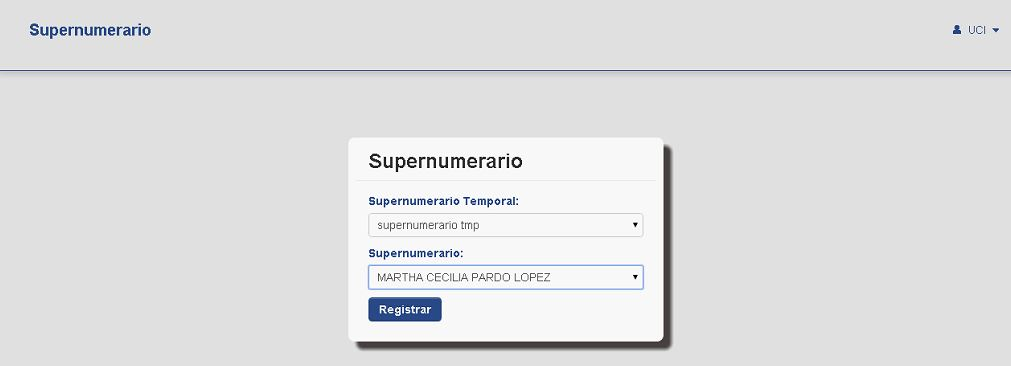 Supernumerario
UCI
Supernumerario
Supernumerario Temporal:
supernumerario tmp
Supernumerario:
MARTHA CECILIA PARDO LOPEZ
Registrar